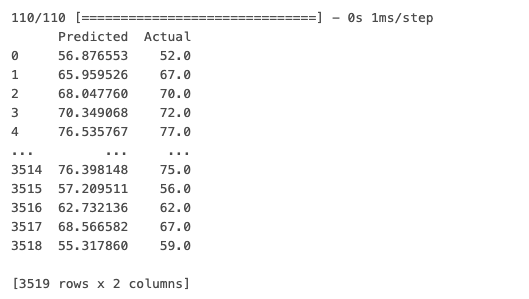 110/110 [==============================] - 0s 1ms/step
      Predicted  Actual
0     56.876553    52.0
1     65.959526    67.0
2     68.047760    70.0
3     70.349068    72.0
4     76.535767    77.0
...         ...     ...
3514  76.398148    75.0
3515  57.209511    56.0
3516  62.732136    62.0
3517  68.566582    67.0
3518  55.317860    59.0
[3519 rows x 2 columns]